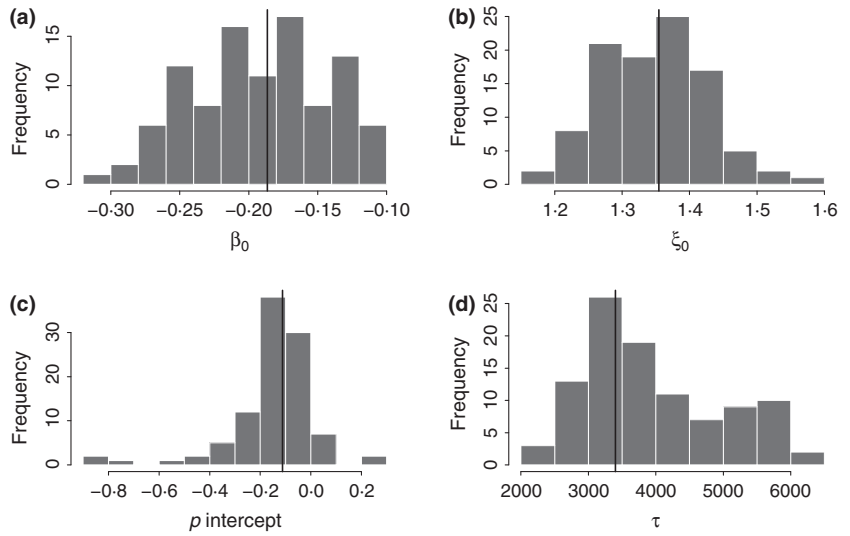 (a)
Frequency
15
10
5
0
−0·30 −0·25 −0·20 −0·15 −0·10
β0
(b)
Frequency
25
20
15
10
5
0
1·2 1·3 1·4 1·5 1·6
ξ0
(c)
Frequency
30
20
10
0
−0·8 −0·6 −0·4 −0·2 0·0 0·2
p intercept
(d)
Frequency
25
20
15
10
5
0
2000 3000 4000 5000 6000
τ